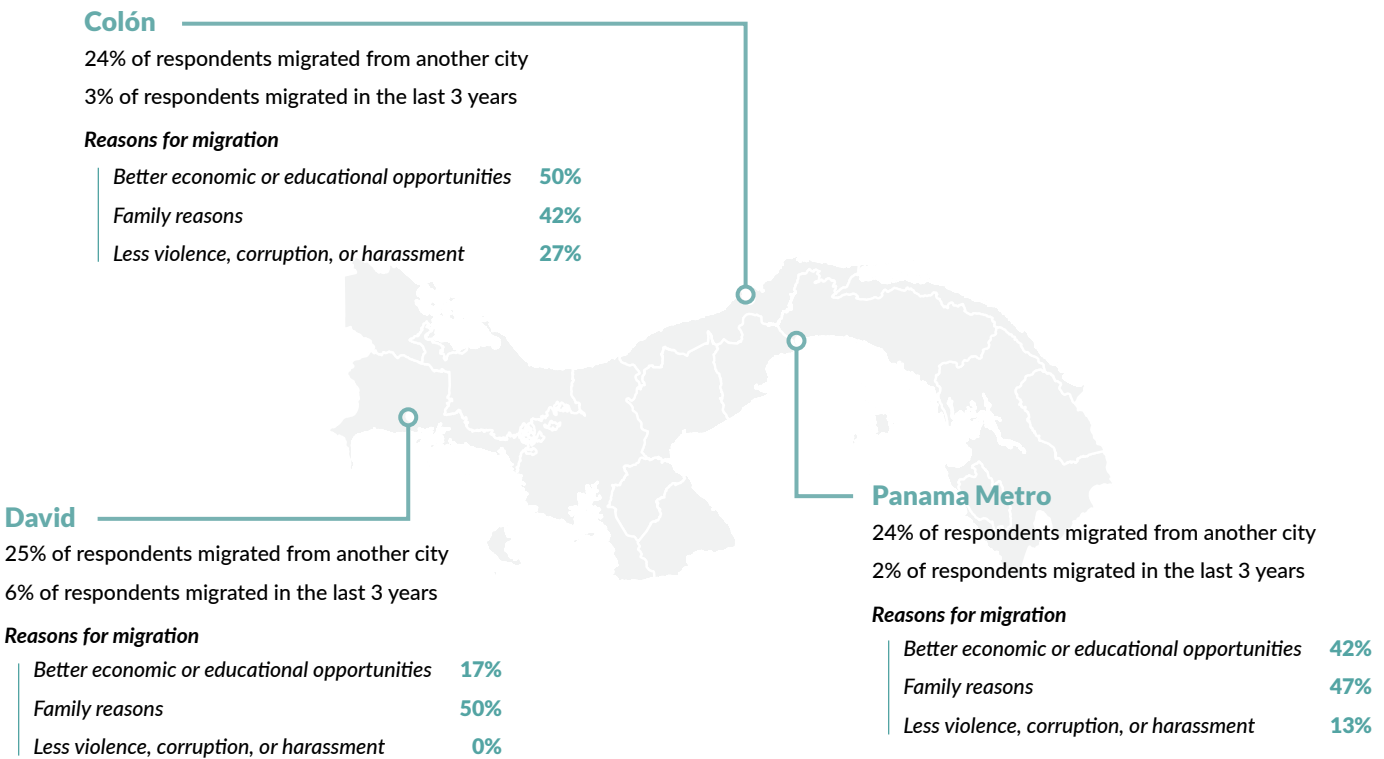 Colón
24% of respondents migrated from another city
3% of respondents migrated in the last 3 years
Reasons for migration
Better economic or educational opportunities 50%
Family reasons 42%
Less violence, corruption, or harassment 27%
David
25% of respondents migrated from another city
6% of respondents migrated in the last 3 years
Reasons for migration
Better economic or educational opportunities 17%
Family reasons 50%
Less violence, corruption, or harassment 0%
Panama Metro
24% of respondents migrated from another city
2% of respondents migrated in the last 3 years
Reasons for migration
Better economic or educational opportunities 42%
Family reasons 47%
Less violence, corruption, or harassment 13%